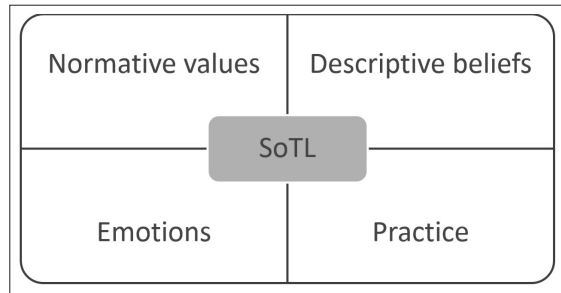 Normative values
Descriptive beliefs
SoTL
Emotions
Practice